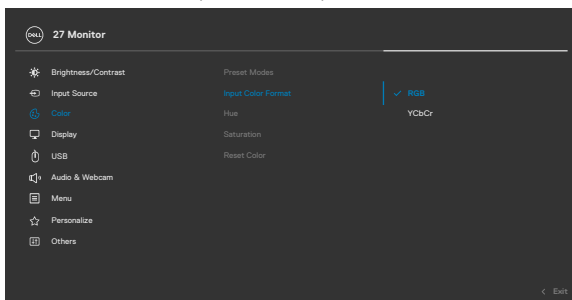 DELL 27 Monitor
Brightness/Contrast Preset Modes
Input Source Input Color Format ✓ RGB
Color Hue YCbCr
Display Saturation
USB Reset Color
Audio & Webcam
Menu
Personalize
Others
< Exit